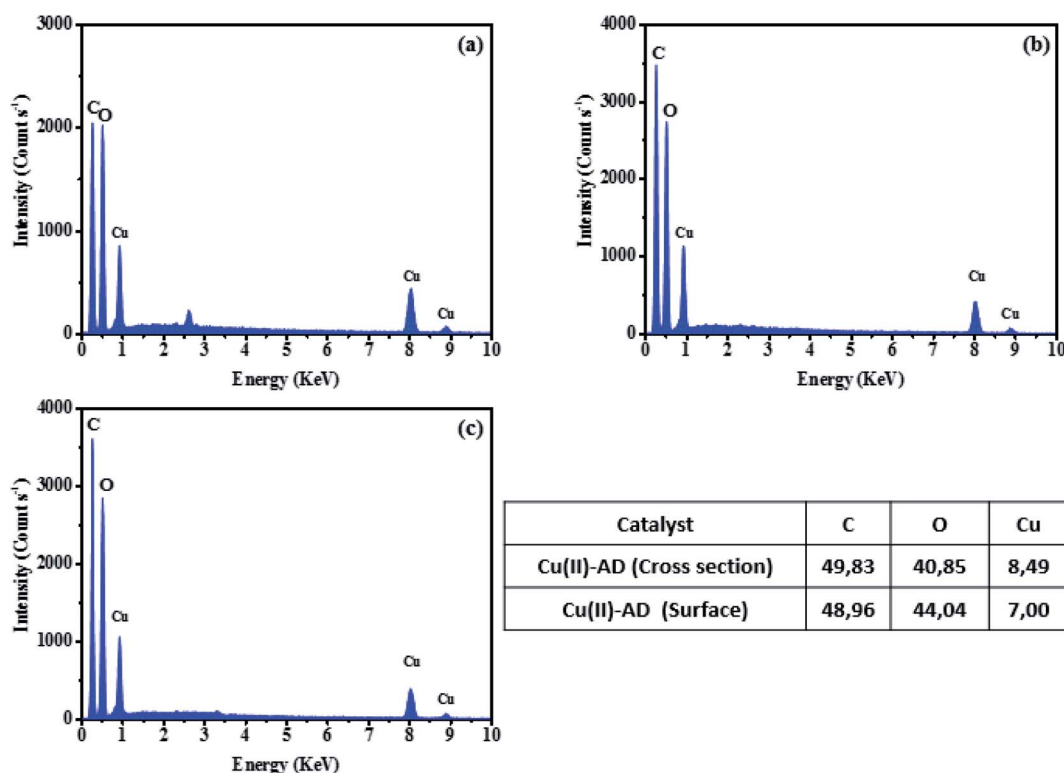 (a)
3000
2000
1000
0
Intensity (Count s⁻¹)
C
O
Cu
Cu
Cu
0 1 2 3 4 5 6 7 8 9 10
Energy (KeV)
(b)
4000
3000
2000
1000
0
Intensity (Count s⁻¹)
C
O
Cu
Cu
Cu
0 1 2 3 4 5 6 7 8 9 10
Energy (KeV)
(c)
4000
3000
2000
1000
0
Intensity (Count s⁻¹)
C
O
Cu
Cu
Cu
0 1 2 3 4 5 6 7 8 9 10
Energy (KeV)
Catalyst C O Cu
Cu(II)-AD (Cross section) 49,83 40,85 8,49
Cu(II)-AD (Surface) 48,96 44,04 7,00